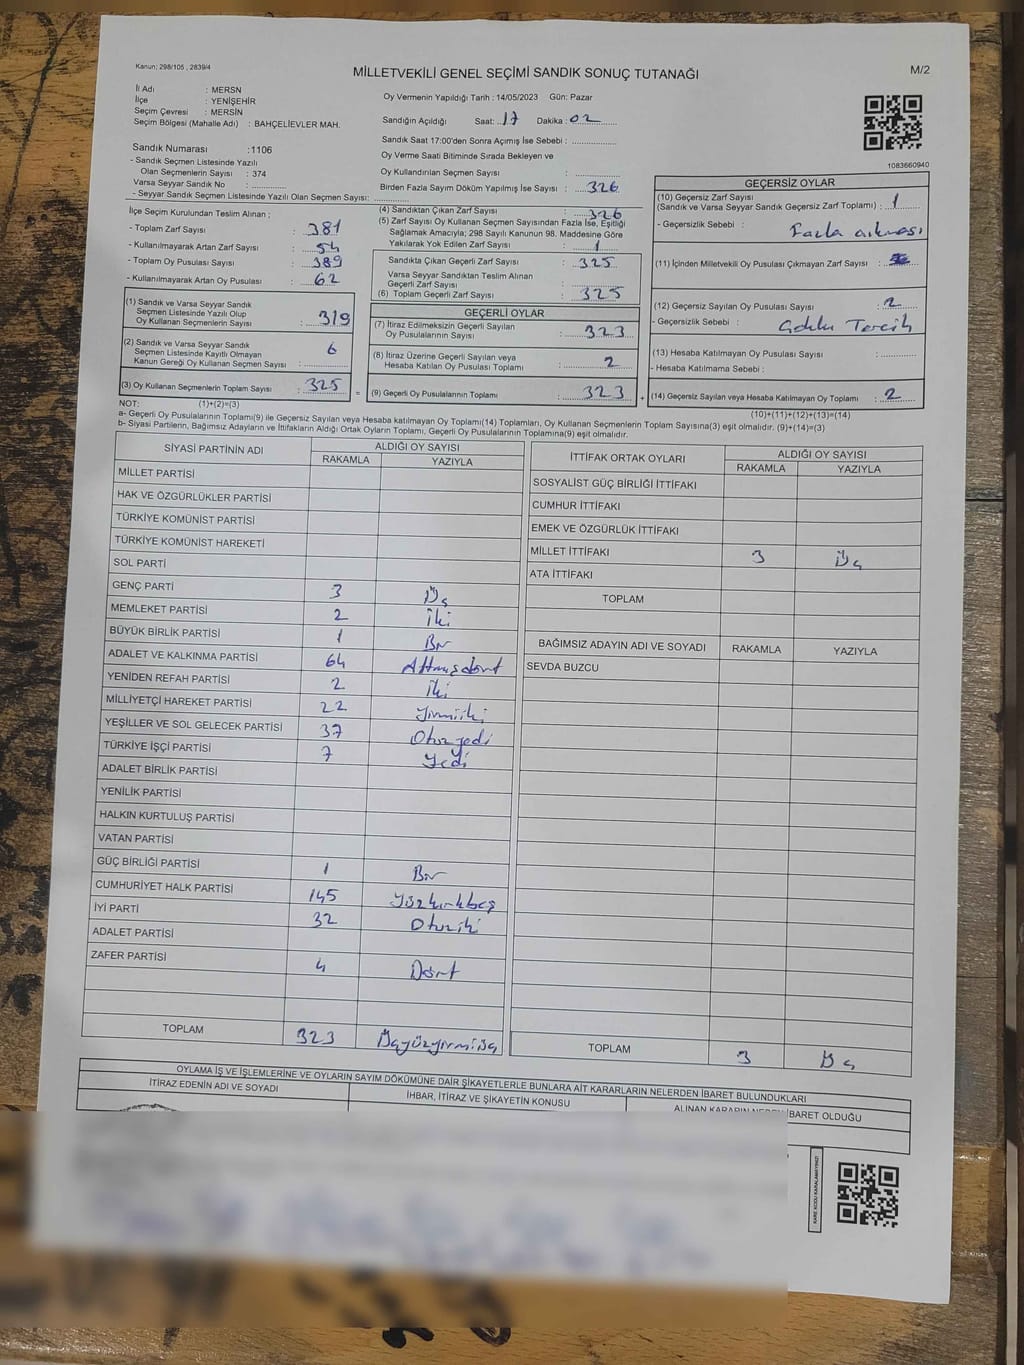 Kanun; 298/105 , 2839/4
MİLLETVEKİLİ GENEL SEÇİMİ SANDIK SONUÇ TUTANAĞI
M/2
İl Adı : MERSN
İlçe : YENİŞEHİR
Seçim Çevresi : MERSİN
Seçim Bölgesi (Mahalle Adı) : BAHÇELİEVLER MAH.
Sandık Numarası :1106
- Sandık Seçmen Listesinde Yazılı
Olan Seçmenlerin Sayısı : 374
Varsa Seyyar Sandık No : ..............
- Seyyar Sandık Seçmen Listesinde Yazılı Olan Seçmen Sayısı: ..............
Oy Vermenin Yapıldığı Tarih : 14/05/2023 Gün: Pazar
Sandığın Açıldığı Saat: 17 Dakika: 02
Sandık Saat 17:00'den Sonra Açımış İse Sebebi : ..............
Oy Verme Saati Bitiminde Sırada Bekleyen ve
Oy Kullandırılan Seçmen Sayısı : ..............
Birden Fazla Sayım Döküm Yapılmış İse Sayısı : 326
1083660940
İlçe Seçim Kurulundan Teslim Alınan ;
- Toplam Zarf Sayısı : 381
- Kullanılmayarak Artan Zarf Sayısı : 54
- Toplam Oy Pusulası Sayısı : 389
- Kullanılmayarak Artan Oy Pusulası : 62
(1) Sandık ve Varsa Seyyar Sandık
Seçmen Listesinde Yazılı Olup
Oy Kullanan Seçmenlerin Sayısı : 319
(2) Sandık ve Varsa Seyyar Sandık
Seçmen Listesinde Kayıtlı Olmayan
Kanun Gereği Oy Kullanan Seçmen Sayısı : 6
(3) Oy Kullanan Seçmenlerin Toplam Sayısı : 325
(4) Sandıktan Çıkan Zarf Sayısı : 326
(5) Zarf Sayısı Oy Kullanan Seçmen Sayısından Fazla İse, Eşitliği
Sağlamak Amacıyla; 298 Sayılı Kanunun 98. Maddesine Göre
Yakılarak Yok Edilen Zarf Sayısı : 1
Sandıkta Çıkan Geçerli Zarf Sayısı : 325
Varsa Seyyar Sandıktan Teslim Alınan
Geçerli Zarf Sayısı :
(6) Toplam Geçerli Zarf Sayısı : 325
GEÇERLİ OYLAR
(7) İtiraz Edilmeksizin Geçerli Sayılan
Oy Pusulalarının Sayısı : 323
(8) İtiraz Üzerine Geçerli Sayılan veya
Hesaba Katılan Oy Pusulası Toplamı : 2
= (9) Geçerli Oy Pusulalarının Toplamı : 323 +
GEÇERSİZ OYLAR
(10) Geçersiz Zarf Sayısı
(Sandık ve Varsa Seyyar Sandık Geçersiz Zarf Toplamı) : 1
- Geçersizlik Sebebi : Fazla çıkması
(11) İçinden Milletvekili Oy Pusulası Çıkmayan Zarf Sayısı :
(12) Geçersiz Sayılan Oy Pusulası Sayısı : 2
- Geçersizlik Sebebi : Tercih
(13) Hesaba Katılmayan Oy Pusulası Sayısı : ..............
- Hesaba Katılmama Sebebi :
(14) Geçersiz Sayılan veya Hesaba Katılmayan Oy Toplamı : 2
NOT: (1)+(2)=(3)
(10)+(11)+(12)+(13)=(14)
a- Geçerli Oy Pusulalarının Toplamı(9) ile Geçersiz Sayılan veya Hesaba katılmayan Oy Toplamı(14) Toplamları, Oy Kullanan Seçmenlerin Toplam Sayısına(3) eşit olmalıdır. (9)+(14)=(3)
b- Siyasi Partilerin, Bağımsız Adayların ve İttifakların Aldığı Ortak Oyların Toplamı, Geçerli Oy Pusulalarının Toplamına(9) eşit olmalıdır.
SİYASİ PARTİNİN ADI ALDIĞI OY SAYISI
RAKAMLA YAZIYLA
MİLLET PARTİSİ
HAK VE ÖZGÜRLÜKLER PARTİSİ
TÜRKİYE KOMÜNİST PARTİSİ
TÜRKİYE KOMÜNİST HAREKETİ
SOL PARTİ
GENÇ PARTİ 3 Üç
MEMLEKET PARTİSİ 2 İki
BÜYÜK BİRLİK PARTİSİ 1 Bir
ADALET VE KALKINMA PARTİSİ 64 Altmışdört
YENİDEN REFAH PARTİSİ 2 İki
MİLLİYETÇİ HAREKET PARTİSİ 22 Yirmiiki
YEŞİLLER VE SOL GELECEK PARTİSİ 37 Otuzyedi
TÜRKİYE İŞÇİ PARTİSİ 7 Yedi
ADALET BİRLİK PARTİSİ
YENİLİK PARTİSİ
HALKIN KURTULUŞ PARTİSİ
VATAN PARTİSİ
GÜÇ BİRLİĞİ PARTİSİ 1 Bir
CUMHURİYET HALK PARTİSİ 145 Yüzkırkbeş
İYİ PARTİ 32 Otuziki
ADALET PARTİSİ
ZAFER PARTİSİ 4 Dört
TOPLAM 323 Üçyüzyirmiüç
İTTİFAK ORTAK OYLARI ALDIĞI OY SAYISI
RAKAMLA YAZIYLA
SOSYALİST GÜÇ BİRLİĞİ İTTİFAKI
CUMHUR İTTİFAKI
EMEK VE ÖZGÜRLÜK İTTİFAKI
MİLLET İTTİFAKI 3 Üç
ATA İTTİFAKI
TOPLAM
BAĞIMSIZ ADAYIN ADI VE SOYADI RAKAMLA YAZIYLA
SEVDA BUZCU
TOPLAM 3 Üç
OYLAMA İŞ VE İŞLEMLERİNE VE OYLARIN SAYIM DÖKÜMÜNE DAİR ŞİKAYETLERLE BUNLARA AİT KARARLARIN NELERDEN İBARET BULUNDUKLARI
İTİRAZ EDENİN ADI VE SOYADI İHBAR, İTİRAZ VE ŞİKAYETİN KONUSU ALINAN KARARIN NEDEN İBARET OLDUĞU
KARE KODU KARALAMAYINIZ!